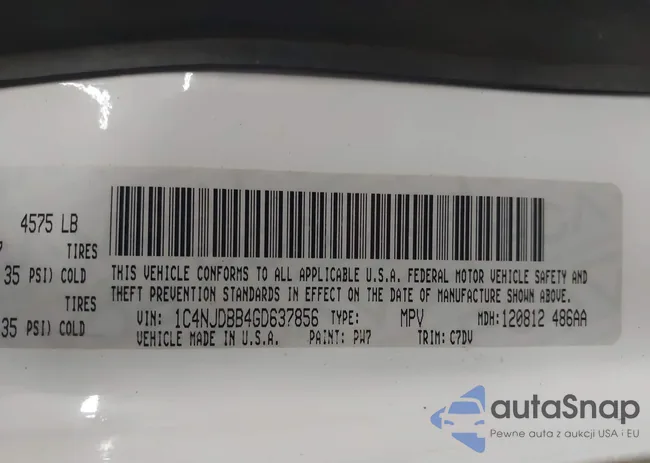 4575 LB
TIRES
35 PSI) COLD
TIRES
35 PSI) COLD
THIS VEHICLE CONFORMS TO ALL APPLICABLE U.S.A. FEDERAL MOTOR VEHICLE SAFETY AND
THEFT PREVENTION STANDARDS IN EFFECT ON THE DATE OF MANUFACTURE SHOWN ABOVE.
VIN: 1C4NJDBB4GD637856 TYPE: MPV MDH:120812 486AA
VEHICLE MADE IN U.S.A. PAINT: PW7 TRIM: C7DV
autaSnap
Pewne auta z aukcji USA i EU